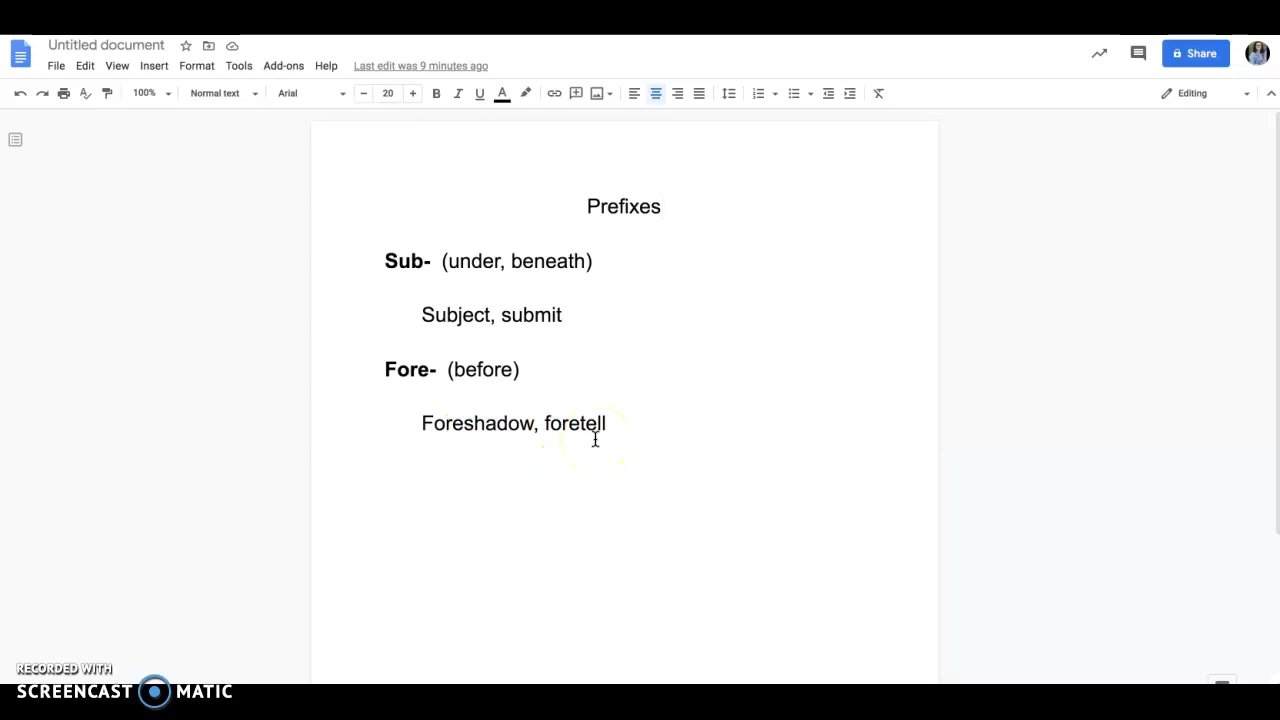 Untitled document
File Edit View Insert Format Tools Add-ons Help Last edit was 9 minutes ago
Share
100% Normal text Arial 20 B I U A Editing
Prefixes
Sub- (under, beneath)
Subject, submit
Fore- (before)
Foreshadow, foretell
RECORDED WITH
SCREENCAST MATIC